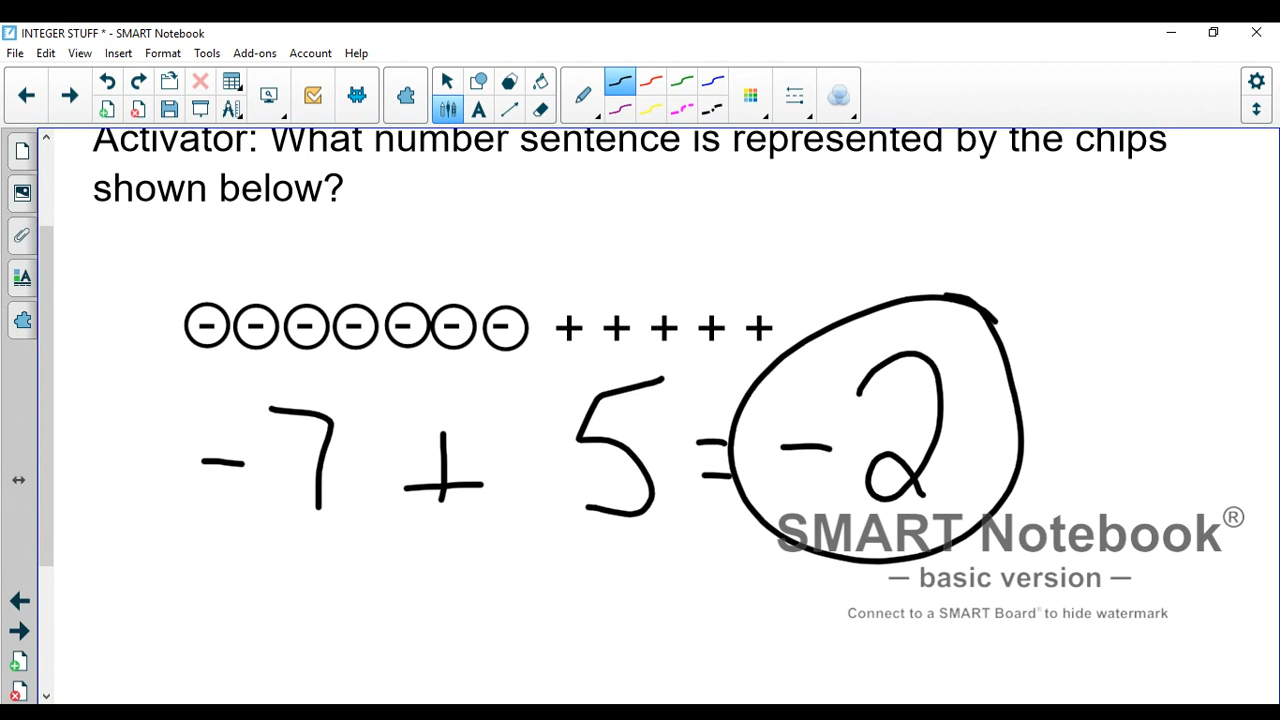 INTEGER STUFF * - SMART Notebook
File Edit View Insert Format Tools Add-ons Account Help
Activator: What number sentence is represented by the chips
shown below?
- - - - - - - + + + + +
-7 + 5 = -2
SMART Notebook®
— basic version —
Connect to a SMART Board® to hide watermark